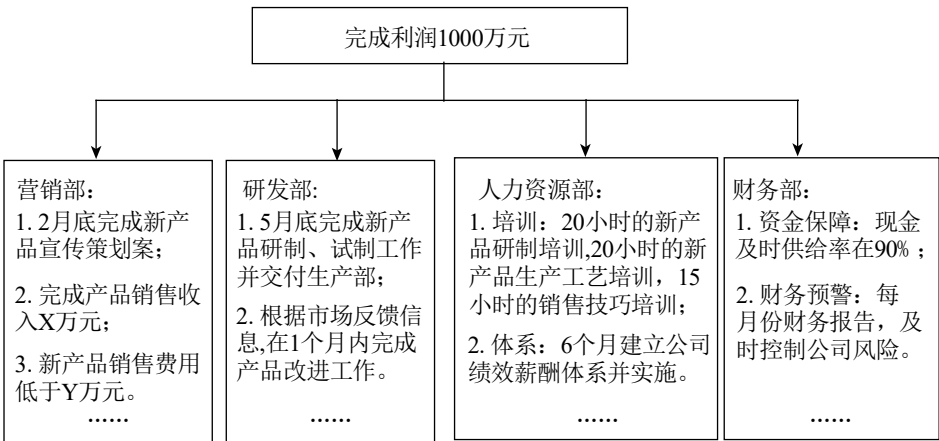 完成利润1000万元
营销部：
1. 2月底完成新产
品宣传策划案；
2. 完成产品销售收
入X万元；
3. 新产品销售费用
低于Y万元。
……
研发部:
1. 5月底完成新产
品研制、试制工作
并交付生产部；
2. 根据市场反馈信
息,在1个月内完成
产品改进工作。
……
人力资源部：
1. 培训：20小时的新产
品研制培训,20小时的新
产品生产工艺培训，15
小时的销售技巧培训；
2. 体系：6个月建立公司
绩效薪酬体系并实施。
……
财务部：
1. 资金保障：现金
及时供给率在90%；
2. 财务预警：每
月份财务报告，及
时控制公司风险。
……